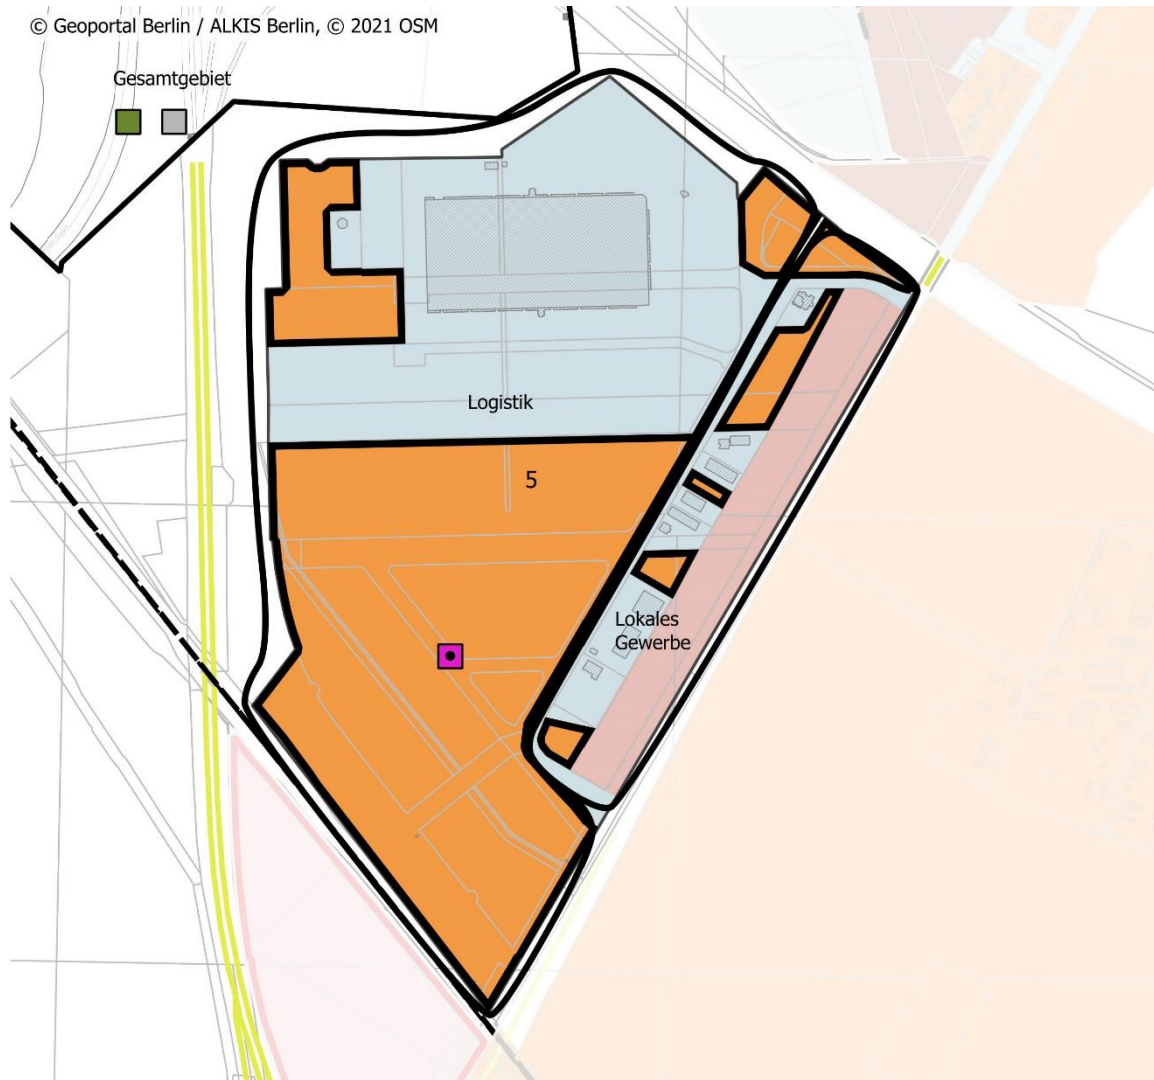 © Geoportal Berlin / ALKIS Berlin, © 2021 OSM
Gesamtgebiet
Logistik
5
Lokales
Gewerbe